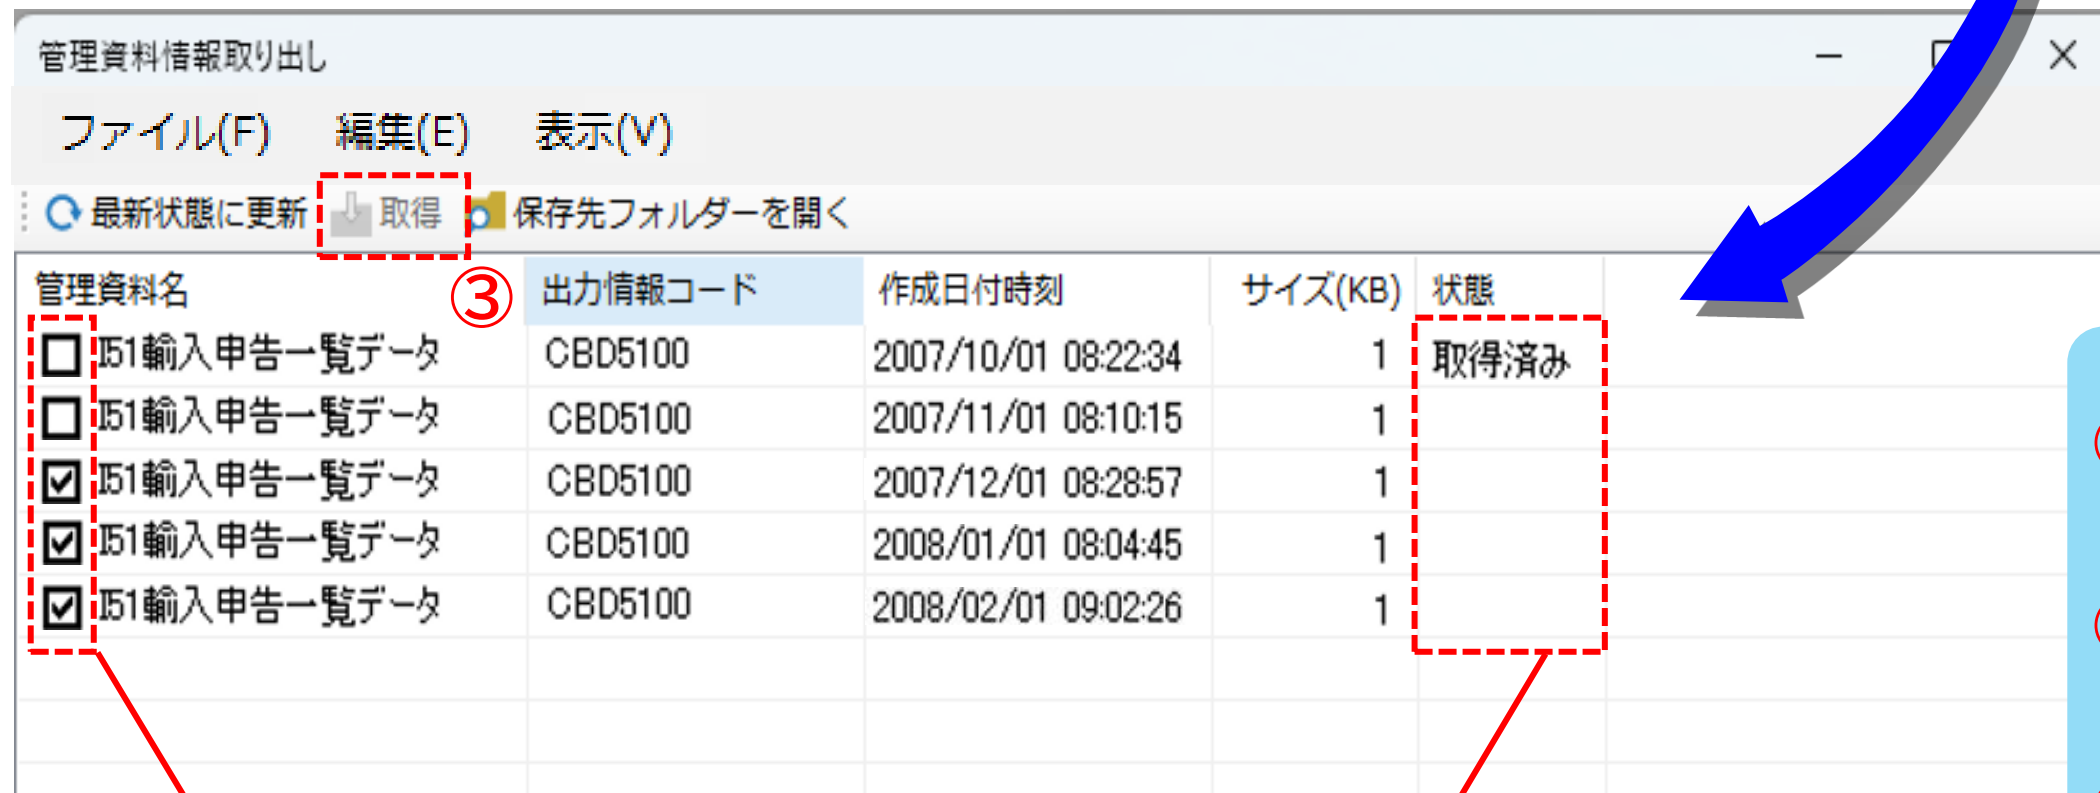 管理資料情報取り出し
ファイル(F) 編集(E) 表示(V)
最新状態に更新 取得 保存先フォルダーを開く
③
管理資料名 出力情報コード 作成日付時刻 サイズ(KB) 状態
I51輸入申告一覧データ CBD5100 2007/10/01 08:22:34 1 取得済み
I51輸入申告一覧データ CBD5100 2007/11/01 08:10:15 1
I51輸入申告一覧データ CBD5100 2007/12/01 08:28:57 1
I51輸入申告一覧データ CBD5100 2008/01/01 08:04:45 1
I51輸入申告一覧データ CBD5100 2008/02/01 09:02:26 1